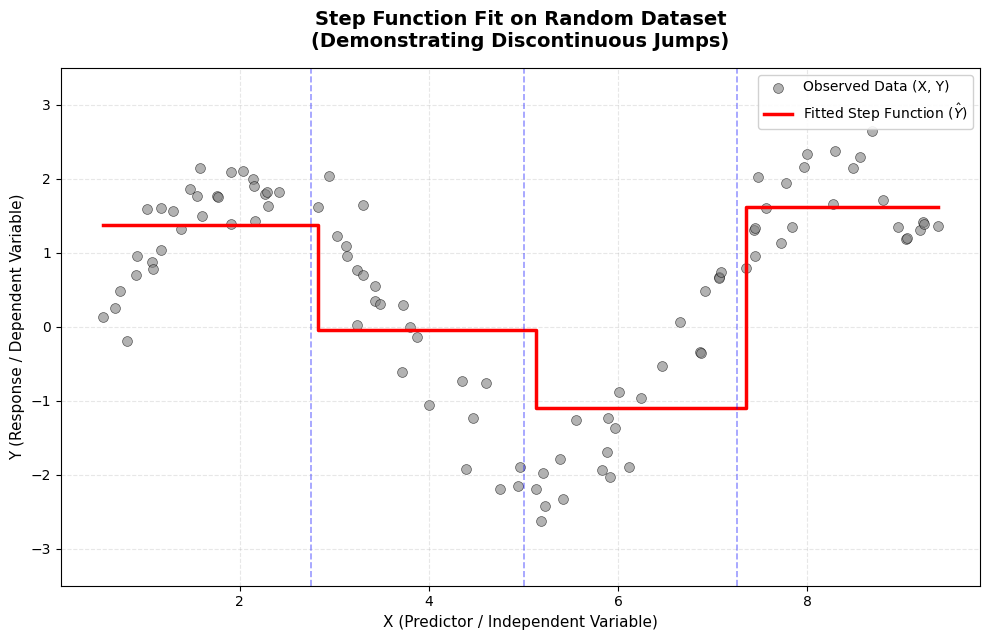 Step Function Fit on Random Dataset
(Demonstrating Discontinuous Jumps)
Observed Data (X, Y)
Fitted Step Function (Ŷ)
Y (Response / Dependent Variable)
3
2
1
0
−1
−2
−3
2 4 6 8
X (Predictor / Independent Variable)